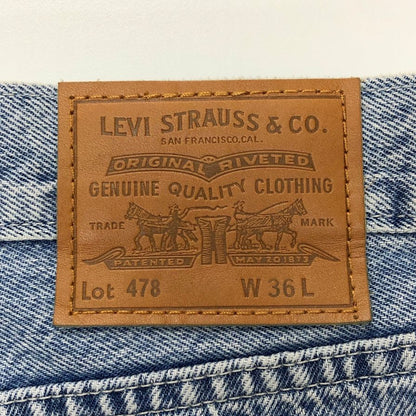 LEVI STRAUSS & CO.
SAN FRANCISCO, CAL.
ORIGINAL RIVETED
GENUINE QUALITY CLOTHING
TRADE MARK
PATENTED MAY 20 1873
Lot 478 W 36 L